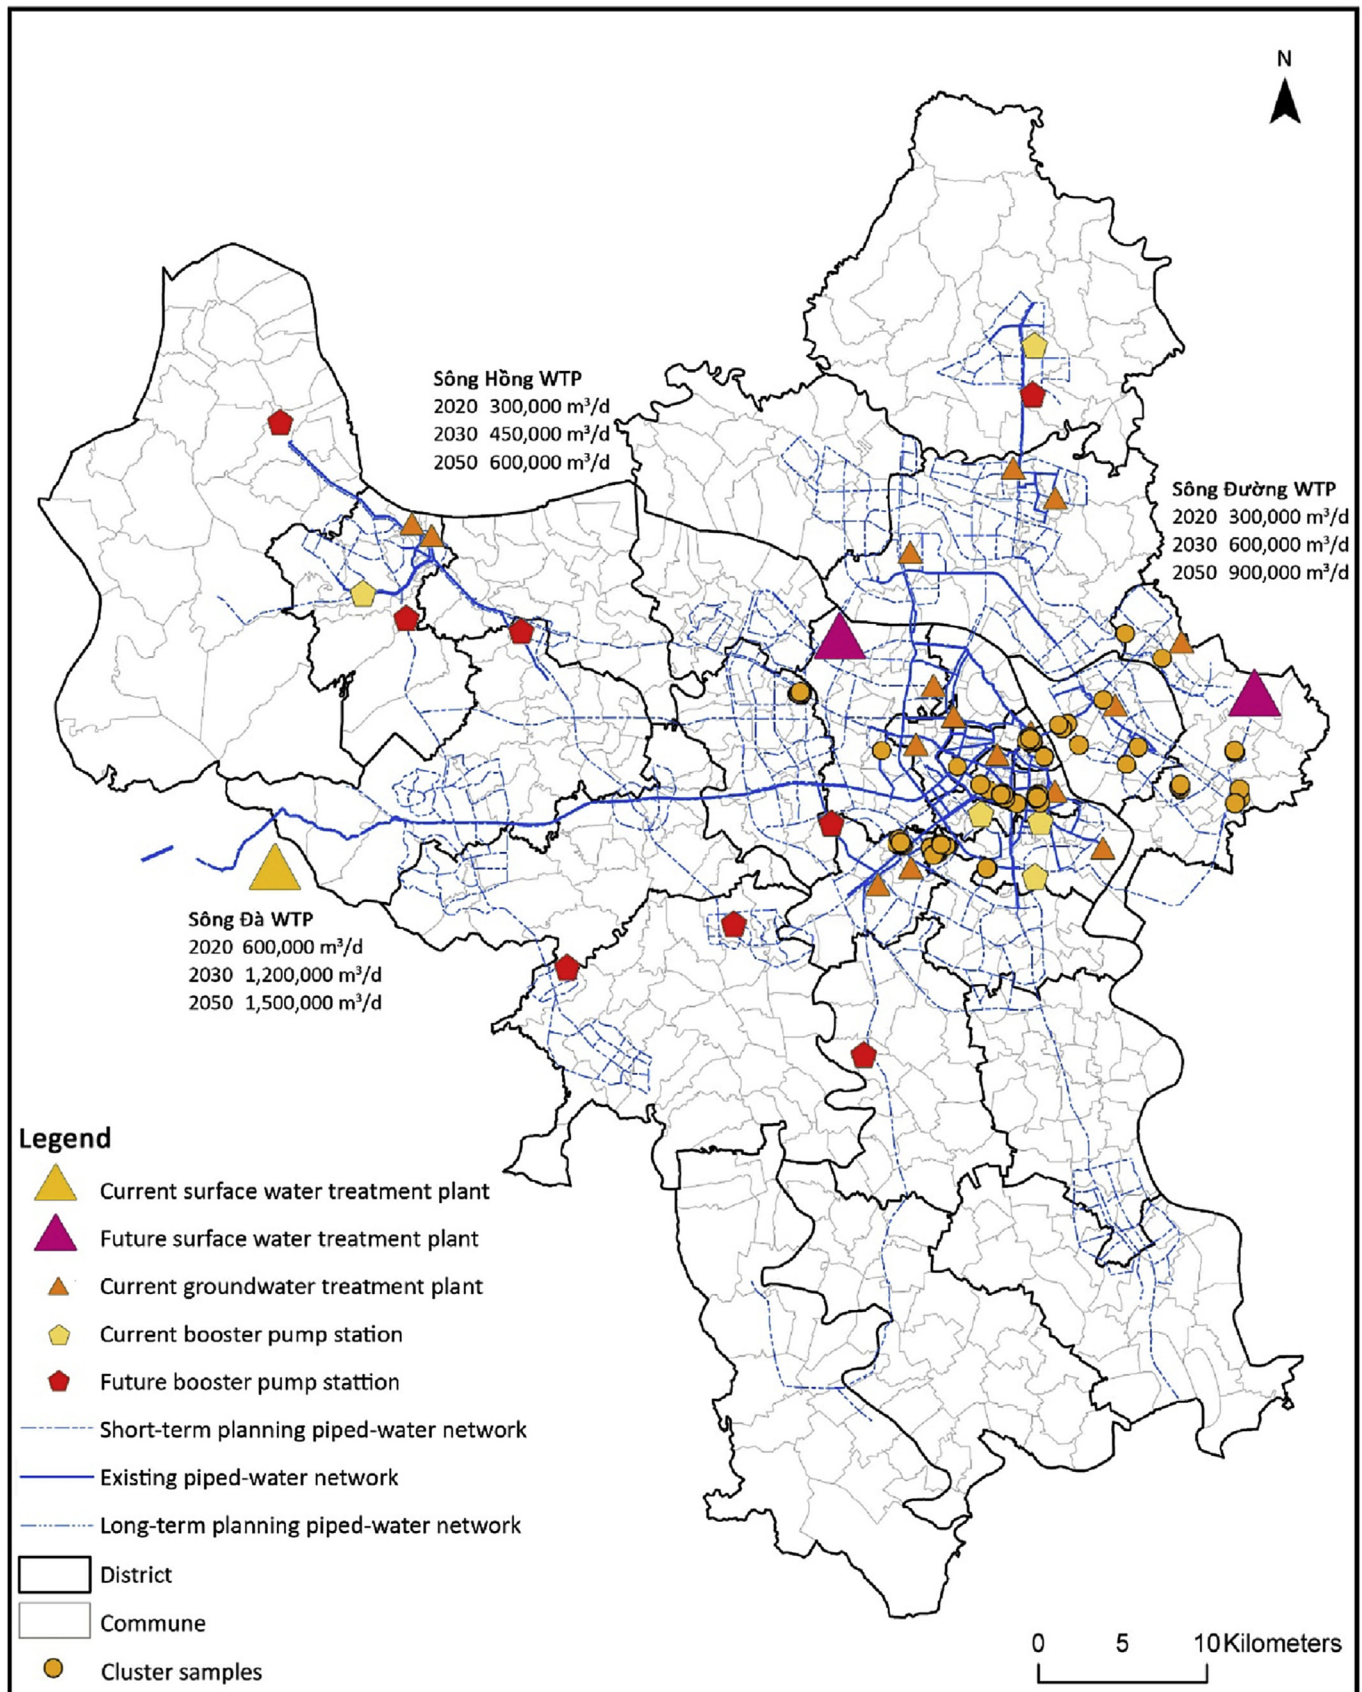 N
Sông Hồng WTP
2020 300,000 m³/d
2030 450,000 m³/d
2050 600,000 m³/d
Sông Đường WTP
2020 300,000 m³/d
2030 600,000 m³/d
2050 900,000 m³/d
Sông Đà WTP
2020 600,000 m³/d
2030 1,200,000 m³/d
2050 1,500,000 m³/d
Legend
Current surface water treatment plant
Future surface water treatment plant
Current groundwater treatment plant
Current booster pump station
Future booster pump stattion
Short-term planning piped-water network
Existing piped-water network
Long-term planning piped-water network
District
Commune
Cluster samples
0 5 10 Kilometers